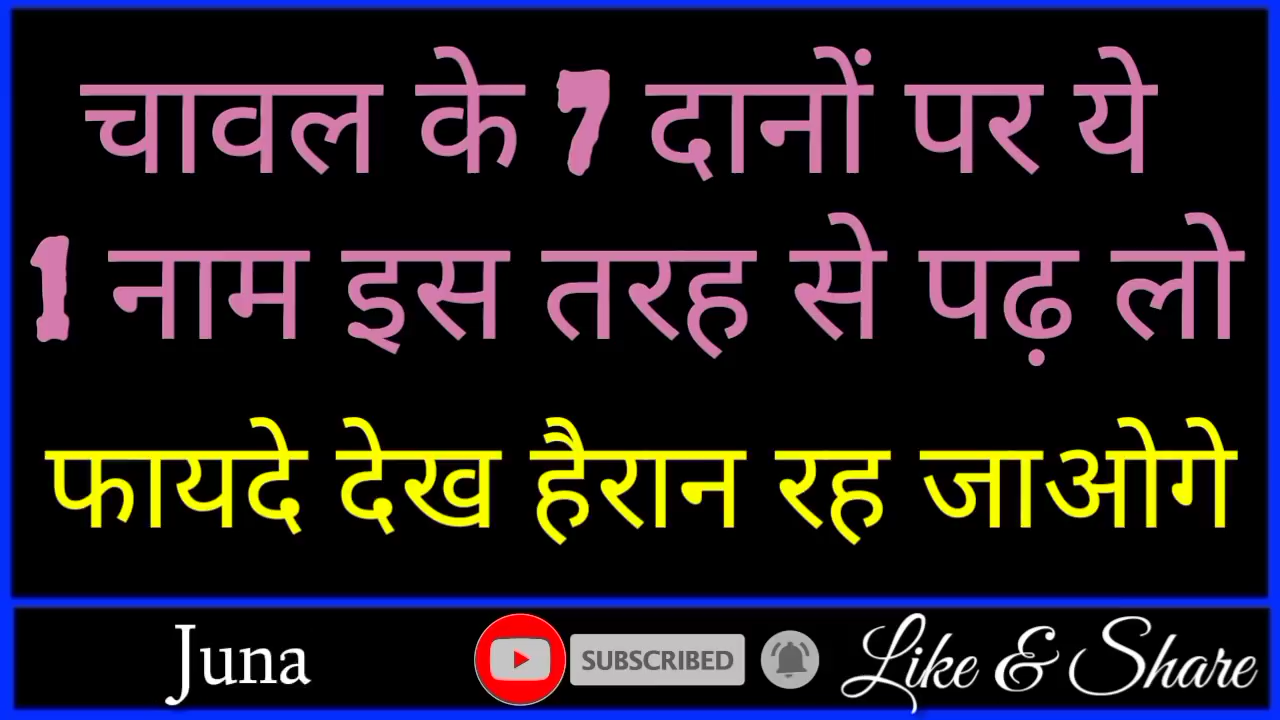 चावल के 7 दानों पर ये
1 नाम इस तरह से पढ़ लो
फायदे देख हैरान रह जाओगे
Juna SUBSCRIBED Like & Share